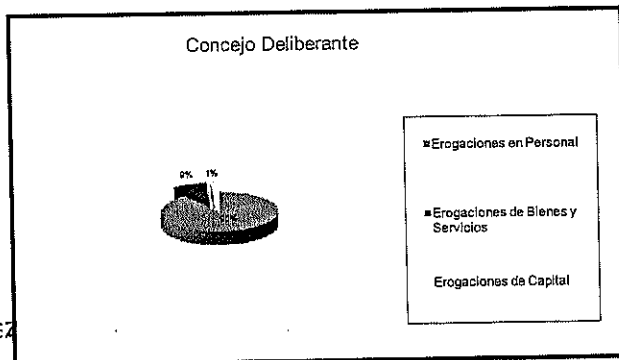 Concejo Deliberante
9% 1%
Erogaciones en Personal
Erogaciones de Bienes y
Servicios
Erogaciones de Capital